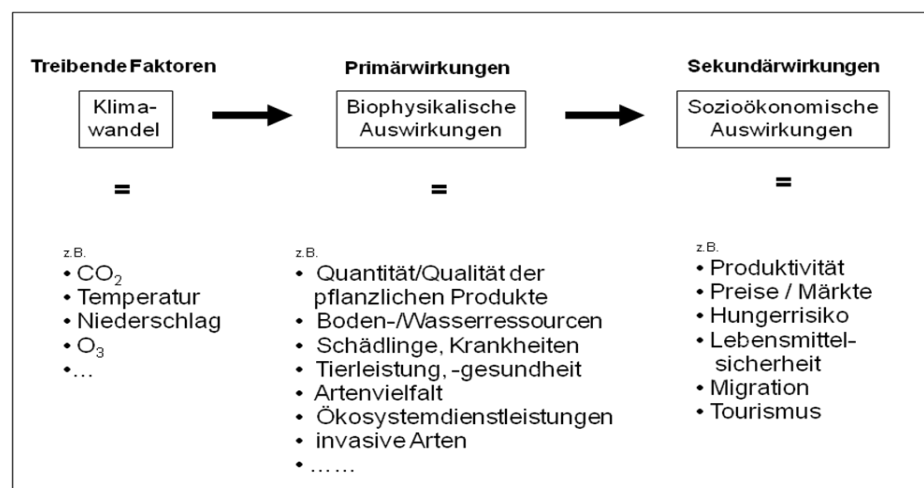 Treibende Faktoren
Klima-
wandel
=
z.B.
• CO₂
• Temperatur
• Niederschlag
• O₃
•…
Primärwirkungen
Biophysikalische
Auswirkungen
=
z.B.
• Quantität/Qualität der
pflanzlichen Produkte
• Boden-/Wasserressourcen
• Schädlinge, Krankheiten
• Tierleistung, -gesundheit
• Artenvielfalt
• Ökosystemdienstleistungen
• invasive Arten
• … …
Sekundärwirkungen
Sozioökonomische
Auswirkungen
=
z.B.
• Produktivität
• Preise / Märkte
• Hungerrisiko
• Lebensmittel-
sicherheit
• Migration
• Tourismus